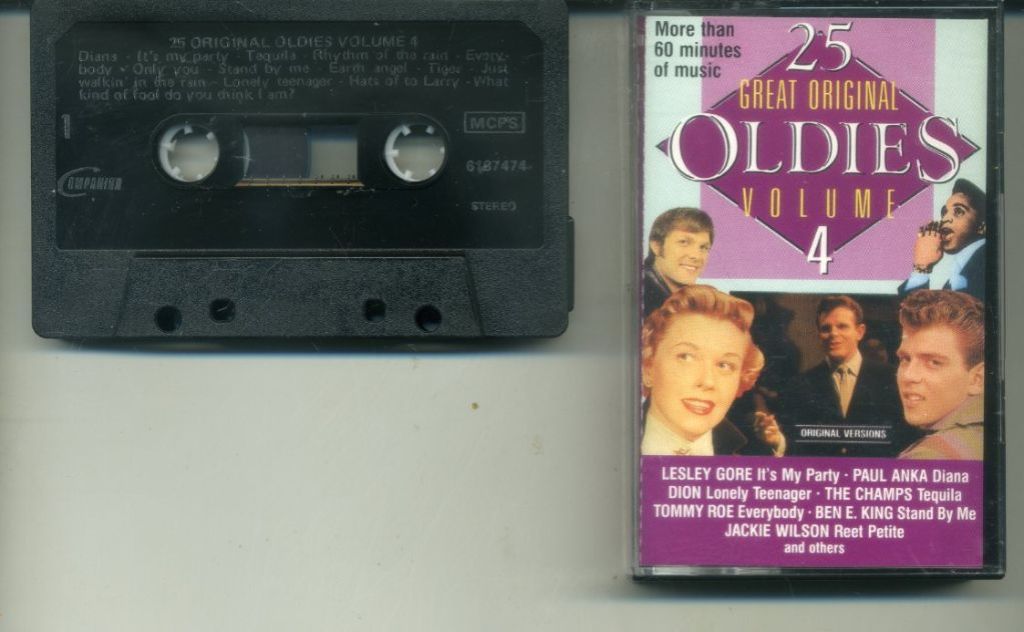 25 ORIGINAL OLDIES VOLUME 4
Diana - It's my party - Tequila - Rhythm of the rain - Every-
body - Only you - Stand by me - Earth angel - Tiger - Just
walkin' in the rain - Lonely teenager - Hats of to Larry - What
kind of fool do you think I am?
1
MCPS
COMPANION
6187474
STEREO
More than
60 minutes
of music
25
GREAT ORIGINAL
OLDIES
VOLUME
4
ORIGINAL VERSIONS
LESLEY GORE It's My Party · PAUL ANKA Diana
DION Lonely Teenager · THE CHAMPS Tequila
TOMMY ROE Everybody · BEN E. KING Stand By Me
JACKIE WILSON Reet Petite
and others